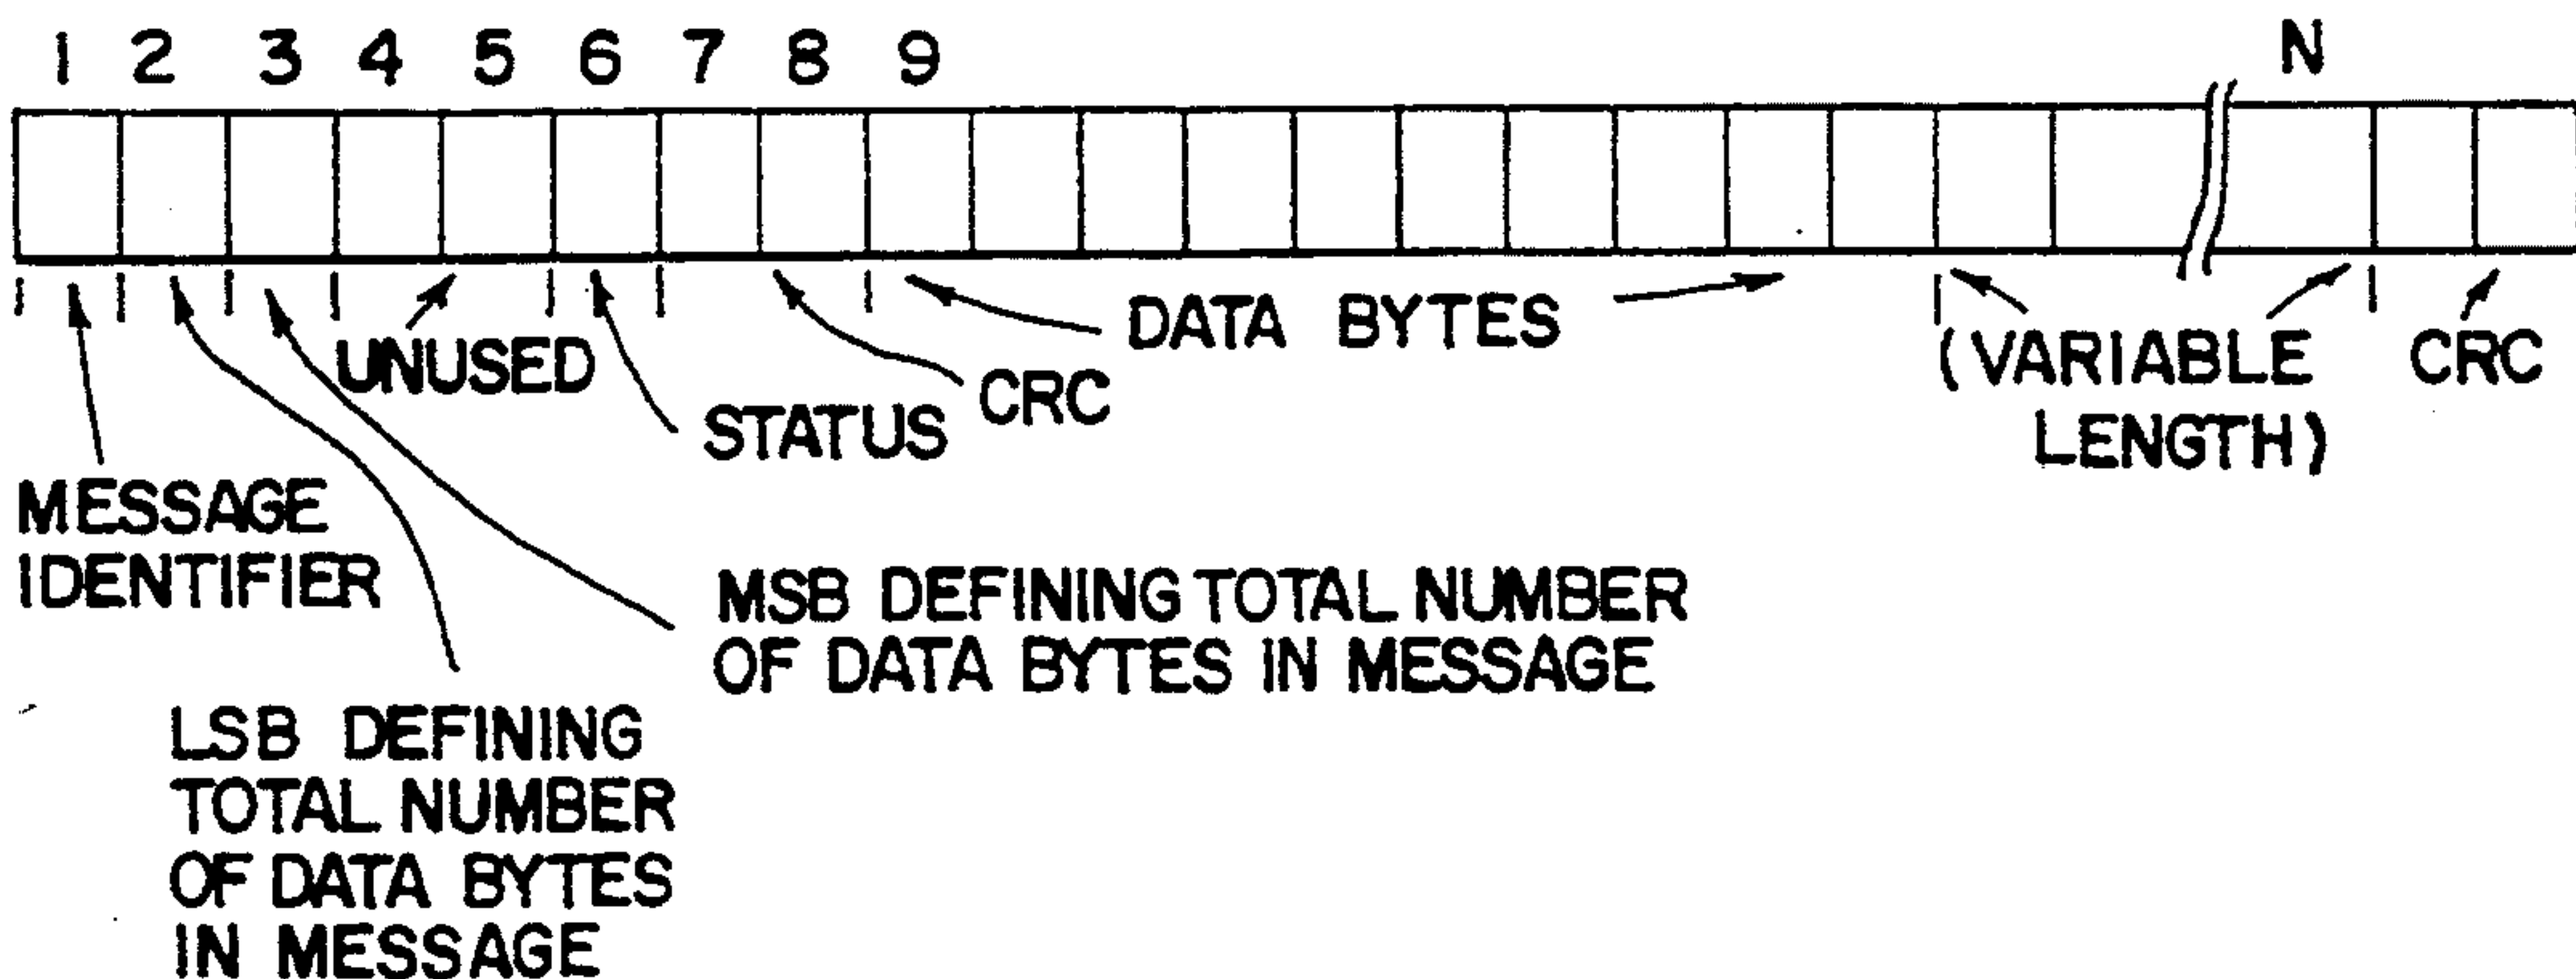 1 2 3 4 5 6 7 8 9 N
UNUSED
STATUS
CRC
DATA BYTES
(VARIABLE
LENGTH)
CRC
MESSAGE
IDENTIFIER
MSB DEFINING TOTAL NUMBER
OF DATA BYTES IN MESSAGE
LSB DEFINING
TOTAL NUMBER
OF DATA BYTES
IN MESSAGE